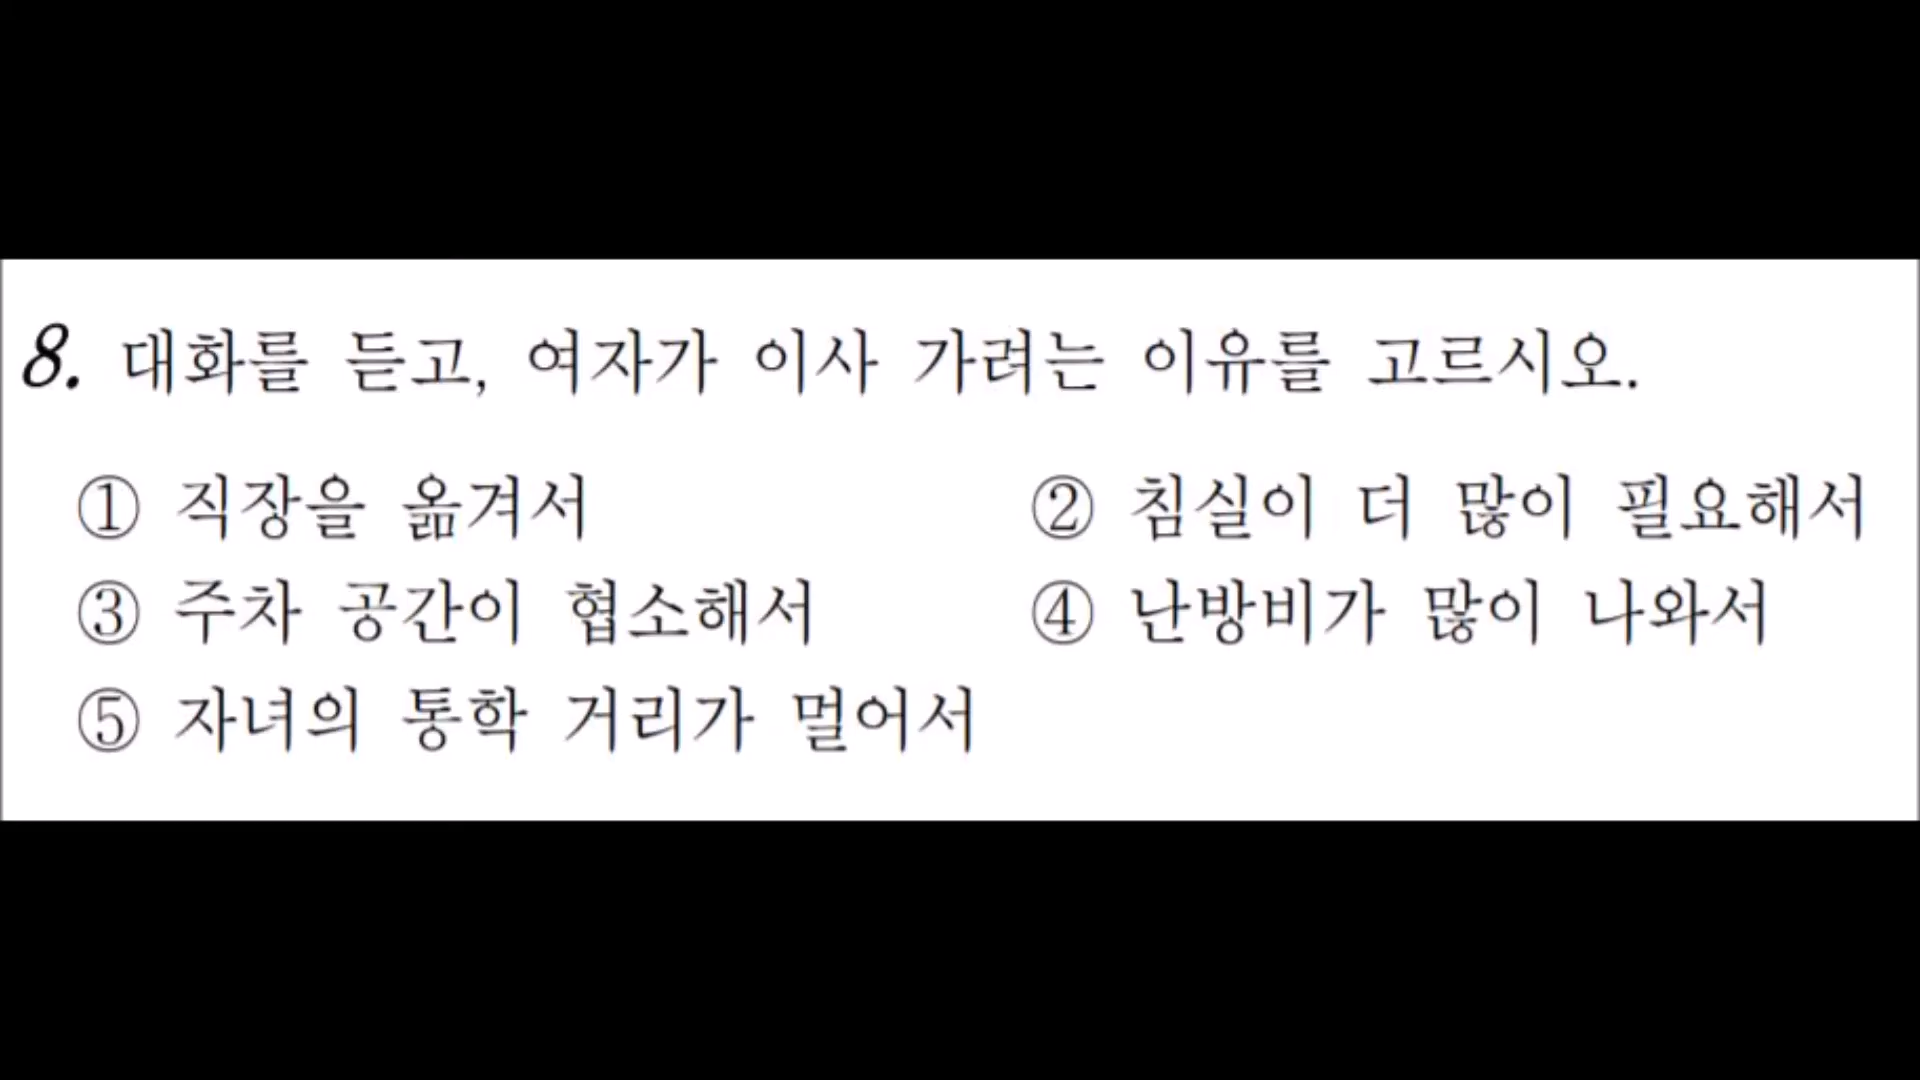 8. 대화를 듣고, 여자가 이사 가려는 이유를 고르시오.
① 직장을 옮겨서 ② 침실이 더 많이 필요해서
③ 주차 공간이 협소해서 ④ 난방비가 많이 나와서
⑤ 자녀의 통학 거리가 멀어서